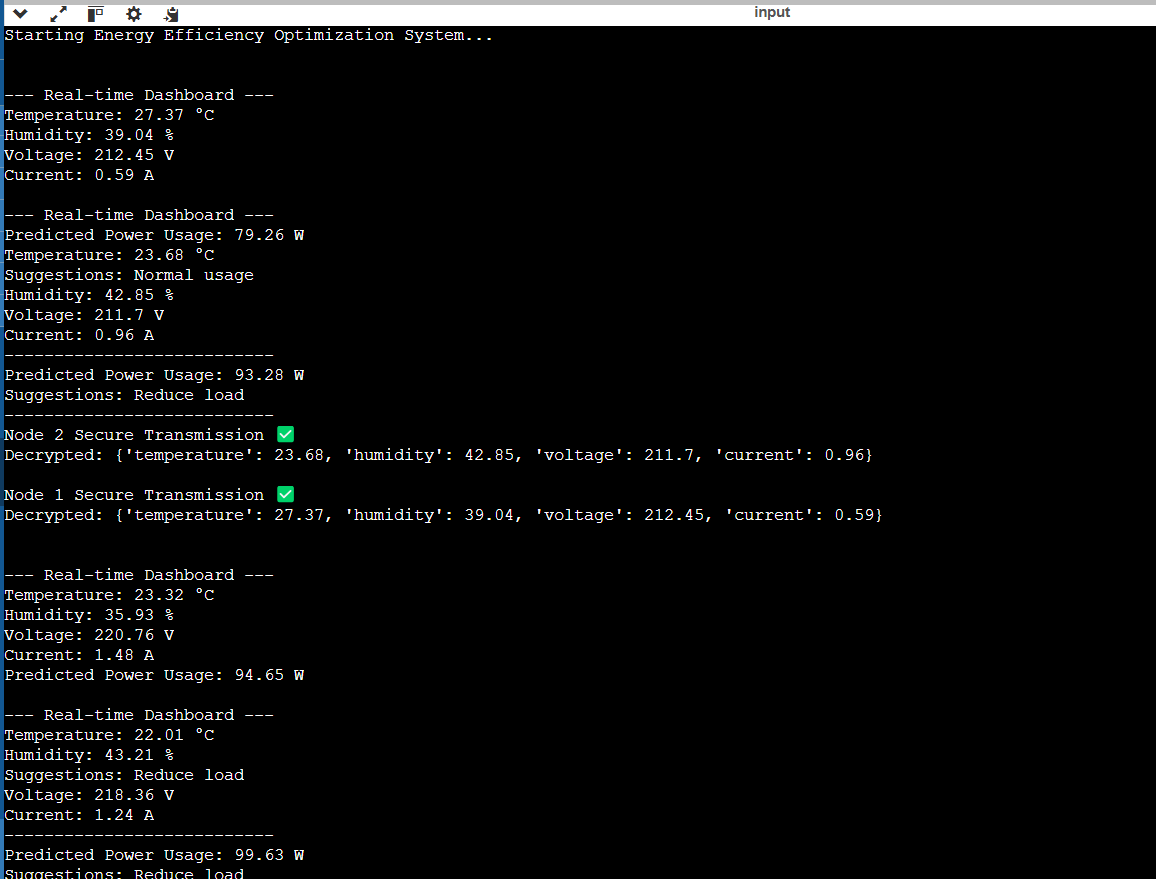 input
Starting Energy Efficiency Optimization System...
--- Real-time Dashboard ---
Temperature: 27.37 °C
Humidity: 39.04 %
Voltage: 212.45 V
Current: 0.59 A
--- Real-time Dashboard ---
Predicted Power Usage: 79.26 W
Temperature: 23.68 °C
Suggestions: Normal usage
Humidity: 42.85 %
Voltage: 211.7 V
Current: 0.96 A
---------------------------
Predicted Power Usage: 93.28 W
Suggestions: Reduce load
---------------------------
Node 2 Secure Transmission ✅
Decrypted: {'temperature': 23.68, 'humidity': 42.85, 'voltage': 211.7, 'current': 0.96}
Node 1 Secure Transmission ✅
Decrypted: {'temperature': 27.37, 'humidity': 39.04, 'voltage': 212.45, 'current': 0.59}
--- Real-time Dashboard ---
Temperature: 23.32 °C
Humidity: 35.93 %
Voltage: 220.76 V
Current: 1.48 A
Predicted Power Usage: 94.65 W
--- Real-time Dashboard ---
Temperature: 22.01 °C
Humidity: 43.21 %
Suggestions: Reduce load
Voltage: 218.36 V
Current: 1.24 A
---------------------------
Predicted Power Usage: 99.63 W
Suggestions: Reduce load